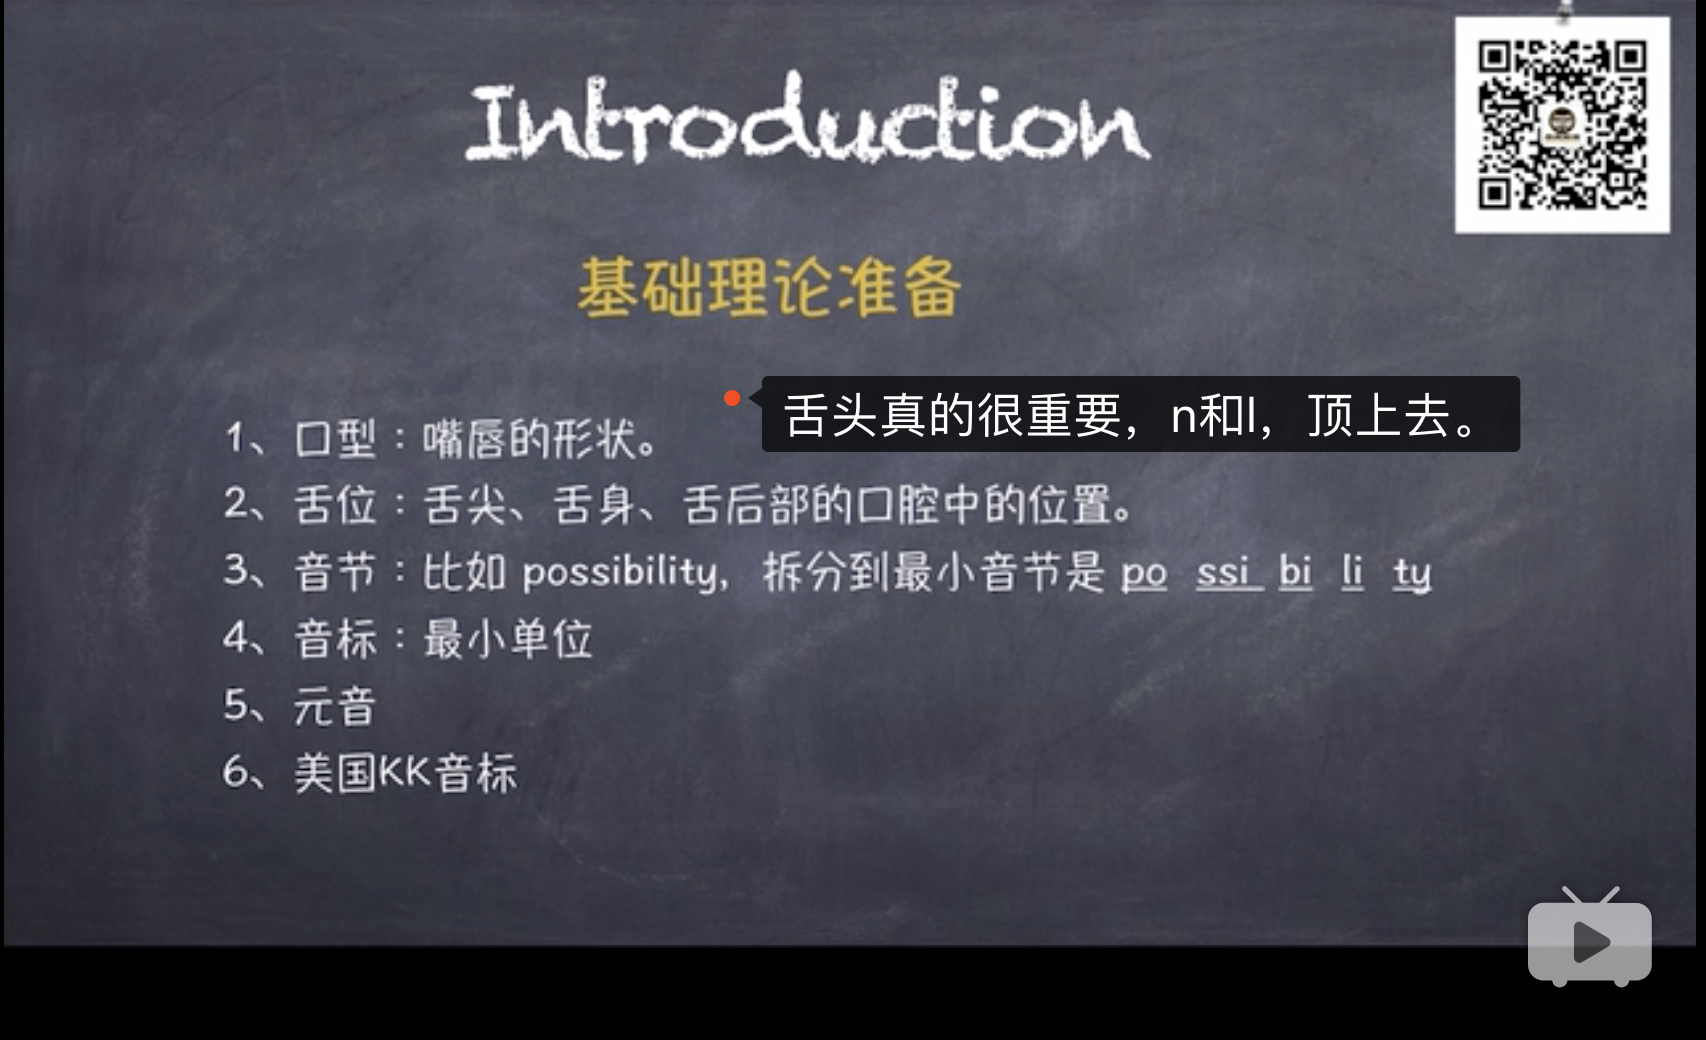 Introduction
基础理论准备
舌头真的很重要，n和l，顶上去。
1、口型：嘴唇的形状。
2、舌位：舌尖、舌身、舌后部的口腔中的位置。
3、音节：比如 possibility，拆分到最小音节是 po ssi bi li ty
4、音标：最小单位
5、元音
6、美国KK音标